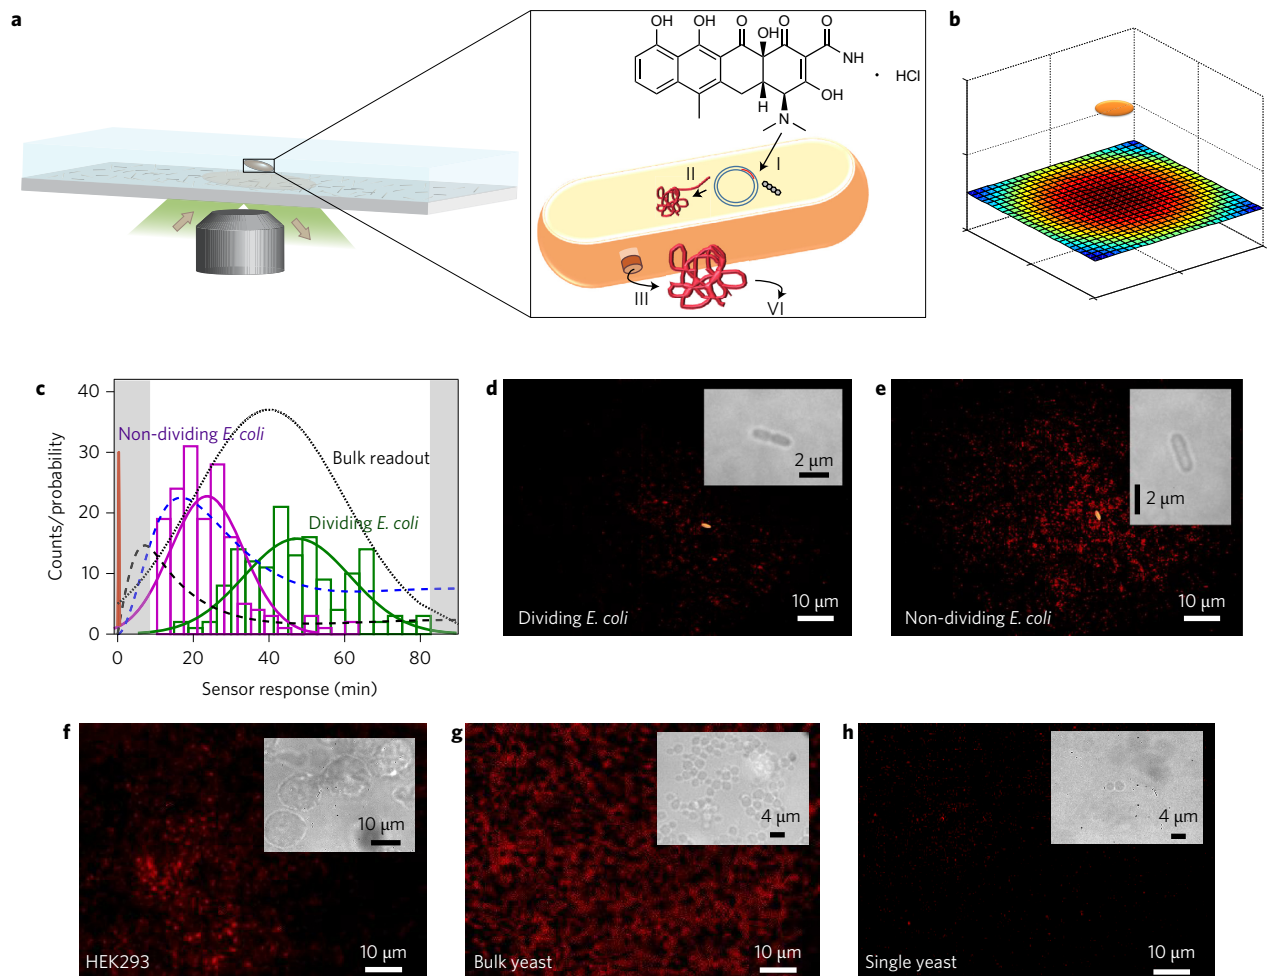 a
OH
OH
O
O
O
OH
NH
· HCl
OH
H
N
I
II
III
VI
b
c
40
30
20
10
0
Counts/probability
Non-dividing E. coli
Bulk readout
Dividing E. coli
0
20
40
60
80
Sensor response (min)
d
2 µm
Dividing E. coli
10 µm
e
2 µm
Non-dividing E. coli
10 µm
f
10 µm
HEK293
10 µm
g
4 µm
Bulk yeast
10 µm
h
4 µm
Single yeast
10 µm